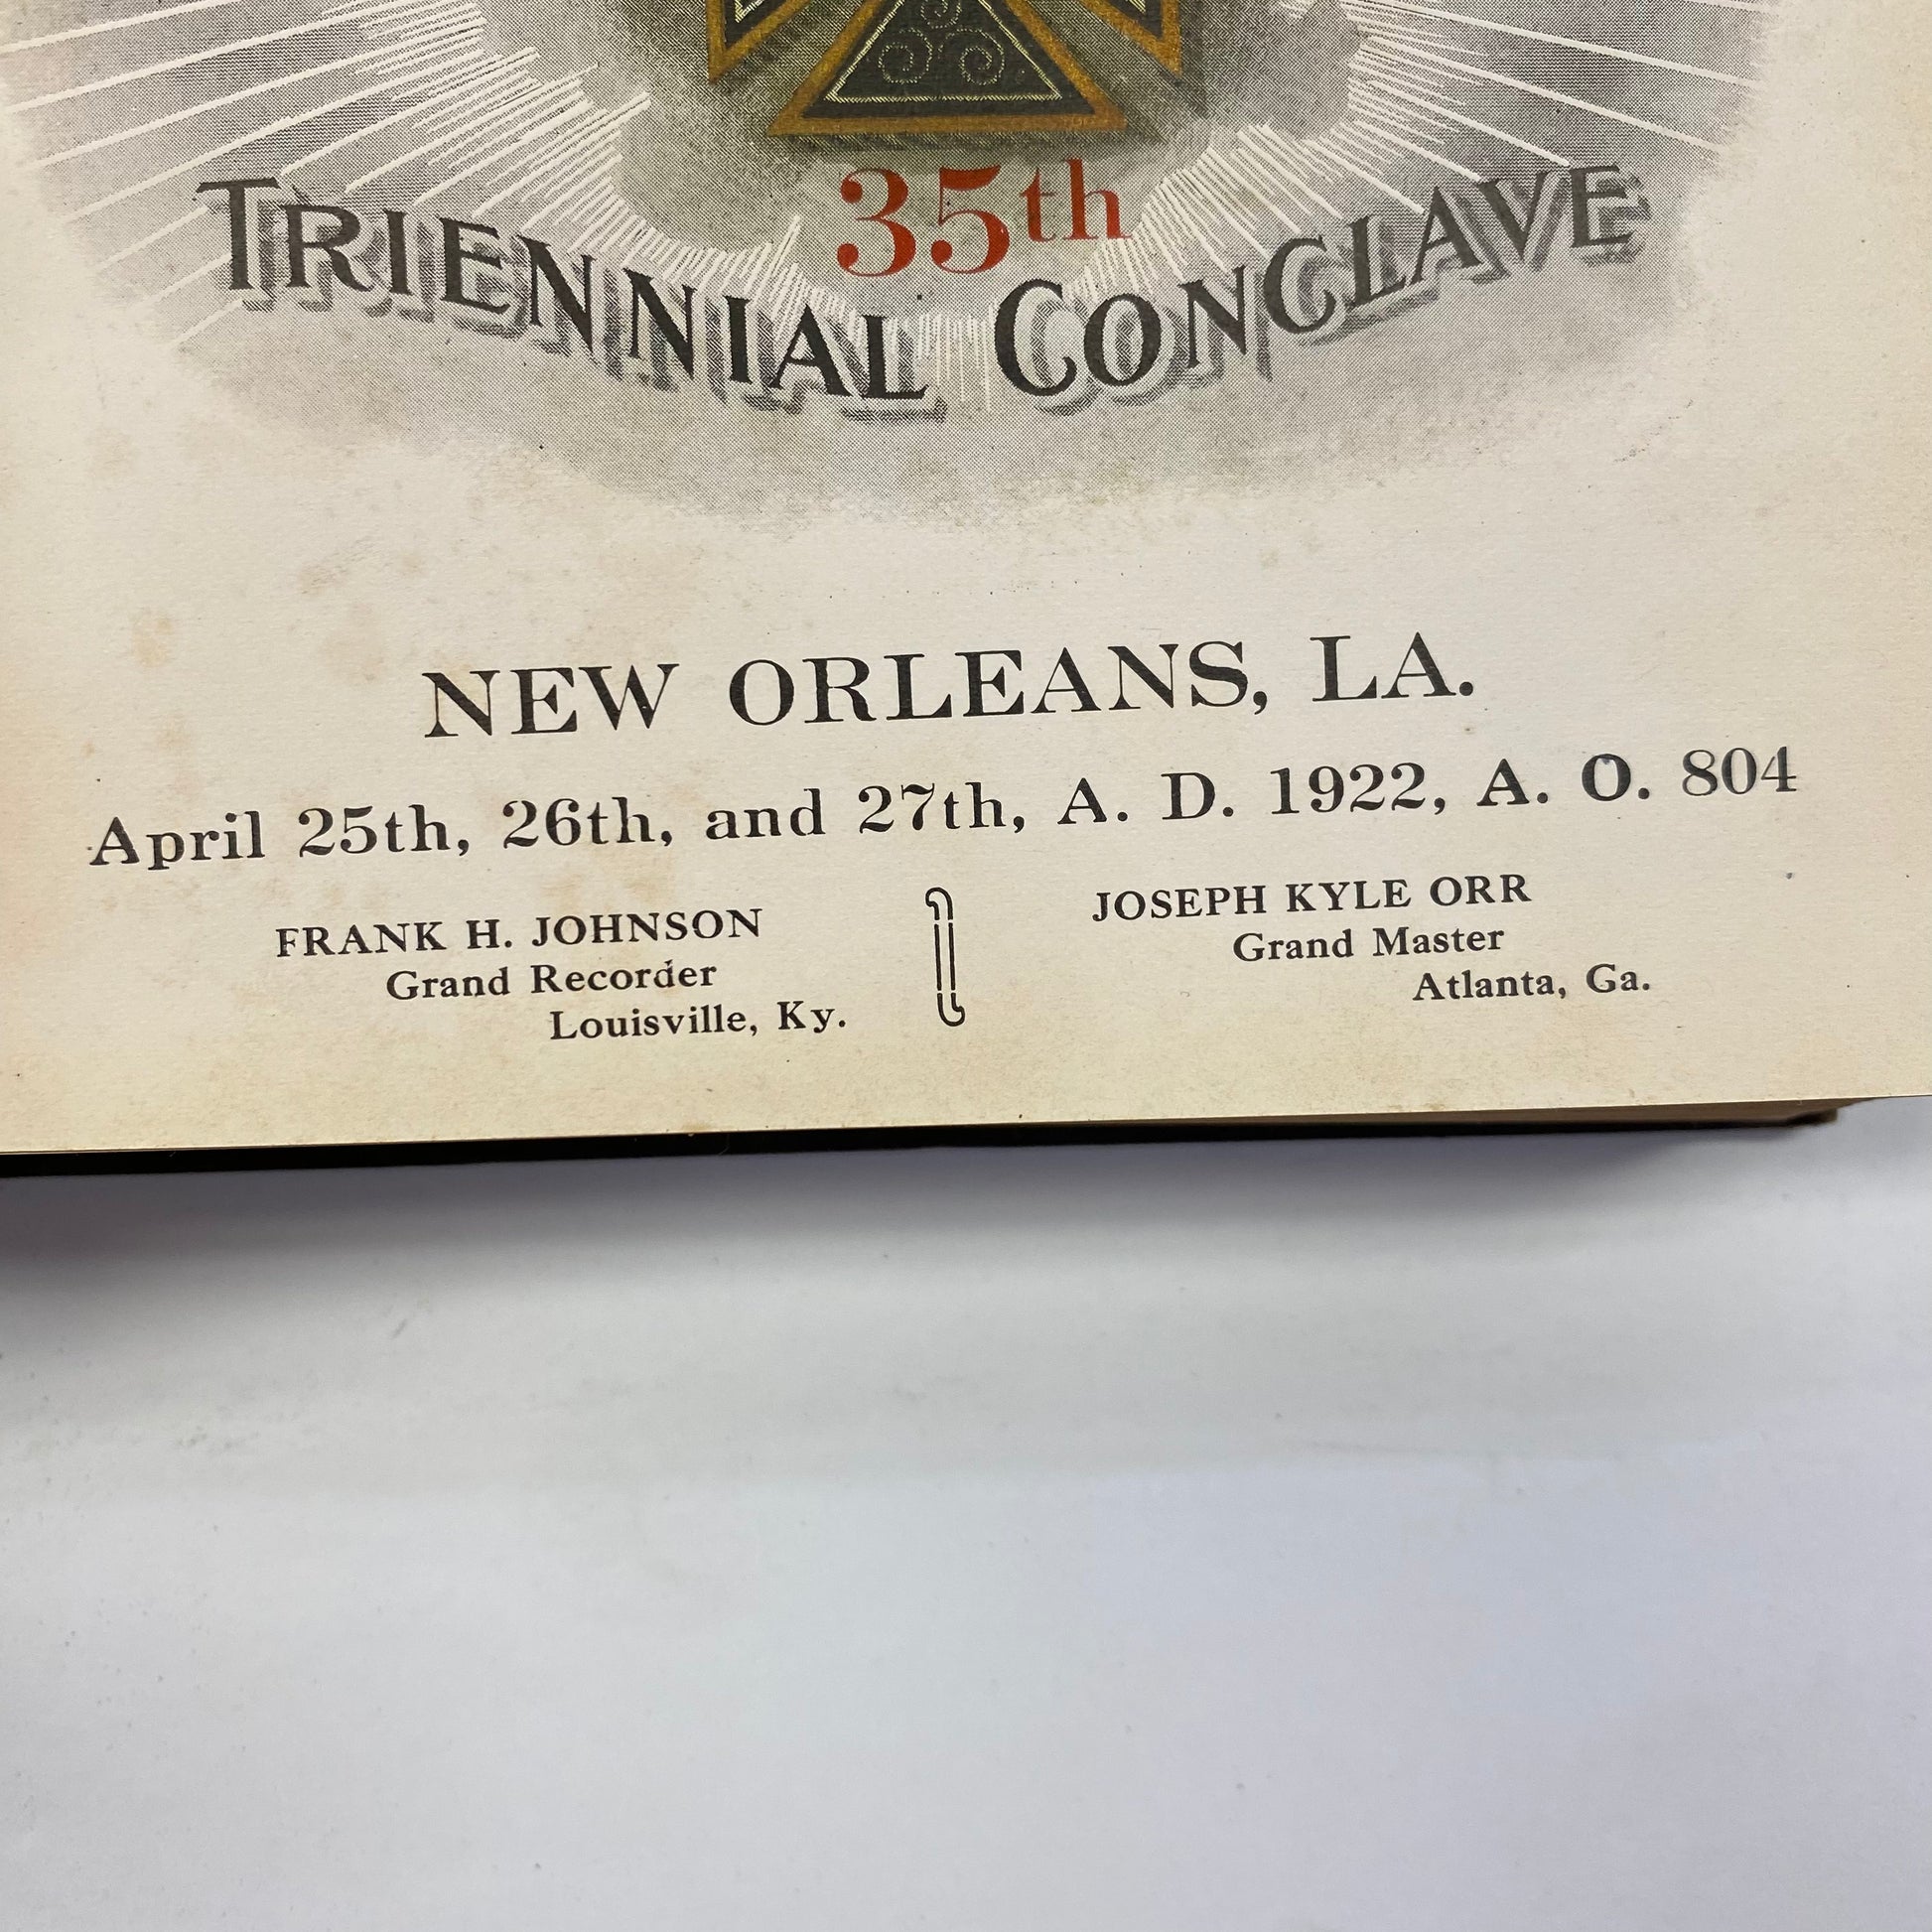 35th
TRIENNIAL CONCLAVE
NEW ORLEANS, LA.
April 25th, 26th, and 27th, A. D. 1922, A. O. 804
FRANK H. JOHNSON
Grand Recorder
Louisville, Ky.
JOSEPH KYLE ORR
Grand Master
Atlanta, Ga.